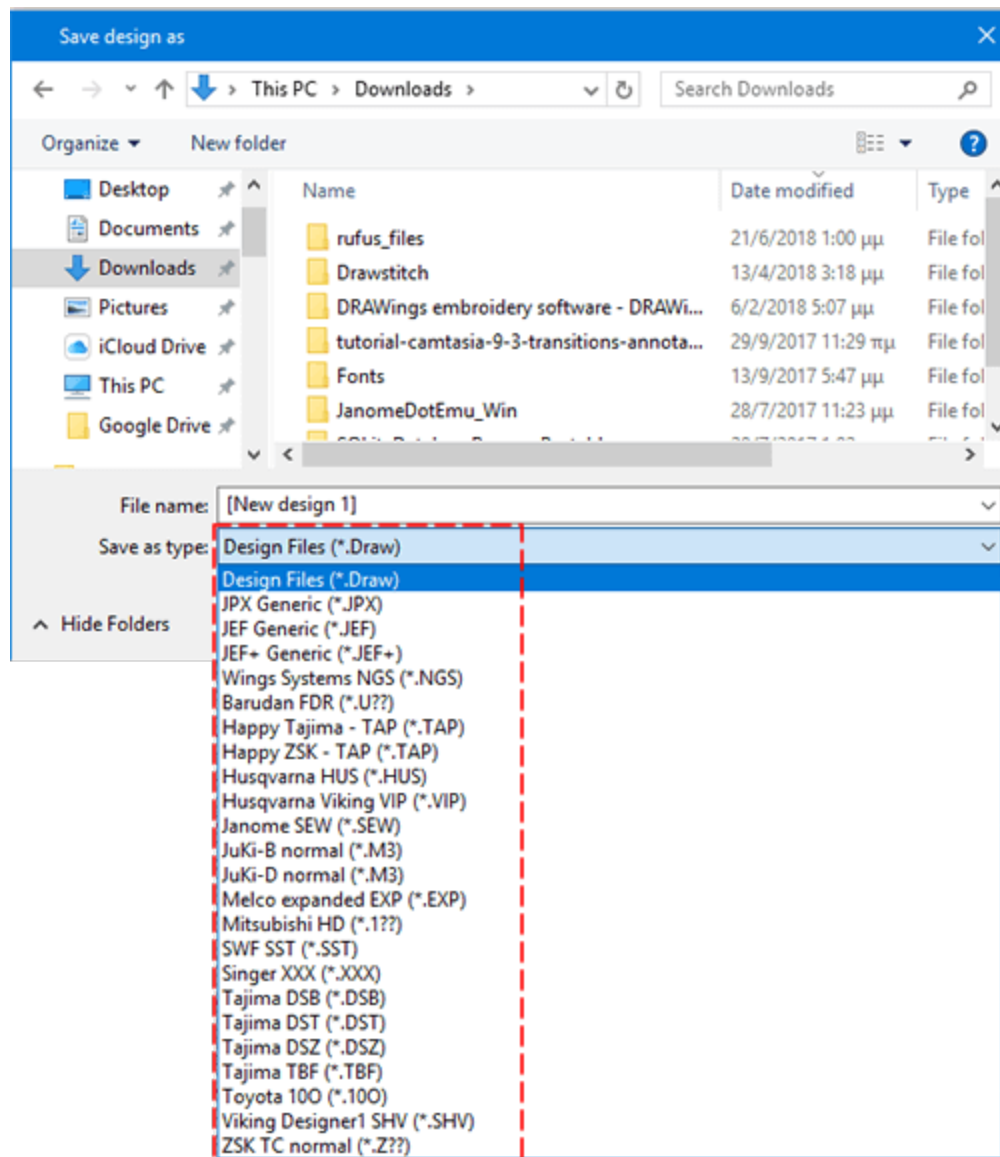 Save design as
This PC > Downloads >
Search Downloads
Organize
New folder
?
Desktop
Documents
Downloads
Pictures
iCloud Drive
This PC
Google Drive
Name Date modified Type
rufus_files 21/6/2018 1:00 μμ File fol
Drawstitch 13/4/2018 3:18 μμ File fol
DRAWings embroidery software - DRAWi... 6/2/2018 5:07 μμ File fol
tutorial-camtasia-9-3-transitions-annota... 29/9/2017 11:29 πμ File fol
Fonts 13/9/2017 5:47 μμ File fol
JanomeDotEmu_Win 28/7/2017 11:23 μμ File fol
File name: [New design 1]
Save as type: Design Files (*.Draw)
Hide Folders
Design Files (*.Draw)
JPX Generic (*.JPX)
JEF Generic (*.JEF)
JEF+ Generic (*.JEF+)
Wings Systems NGS (*.NGS)
Barudan FDR (*.U??)
Happy Tajima - TAP (*.TAP)
Happy ZSK - TAP (*.TAP)
Husqvarna HUS (*.HUS)
Husqvarna Viking VIP (*.VIP)
Janome SEW (*.SEW)
JuKi-B normal (*.M3)
JuKi-D normal (*.M3)
Melco expanded EXP (*.EXP)
Mitsubishi HD (*.1??)
SWF SST (*.SST)
Singer XXX (*.XXX)
Tajima DSB (*.DSB)
Tajima DST (*.DST)
Tajima DSZ (*.DSZ)
Tajima TBF (*.TBF)
Toyota 10O (*.10O)
Viking Designer1 SHV (*.SHV)
ZSK TC normal (*.Z??)